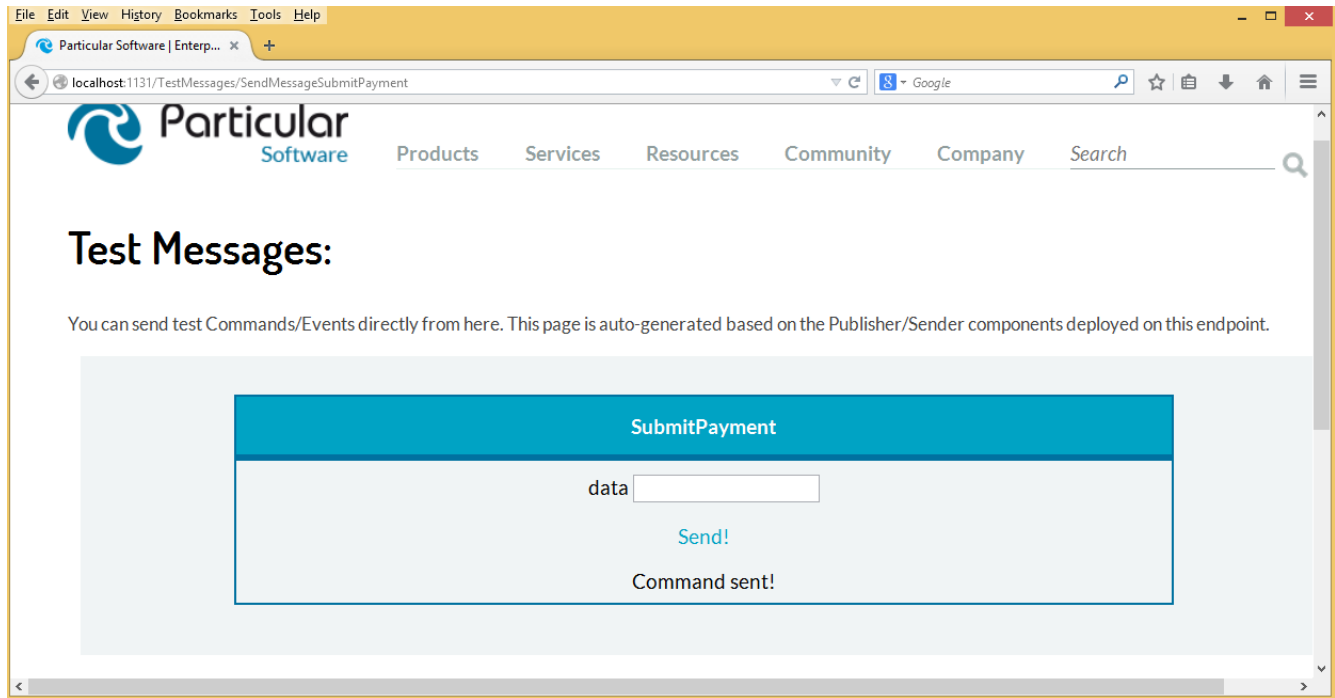 File Edit View History Bookmarks Tools Help
Particular Software | Enterp...
localhost:1131/TestMessages/SendMessageSubmitPayment
8 Google
Particular
Software
Products Services Resources Community Company Search
Test Messages:
You can send test Commands/Events directly from here. This page is auto-generated based on the Publisher/Sender components deployed on this endpoint.
SubmitPayment
data
Send!
Command sent!